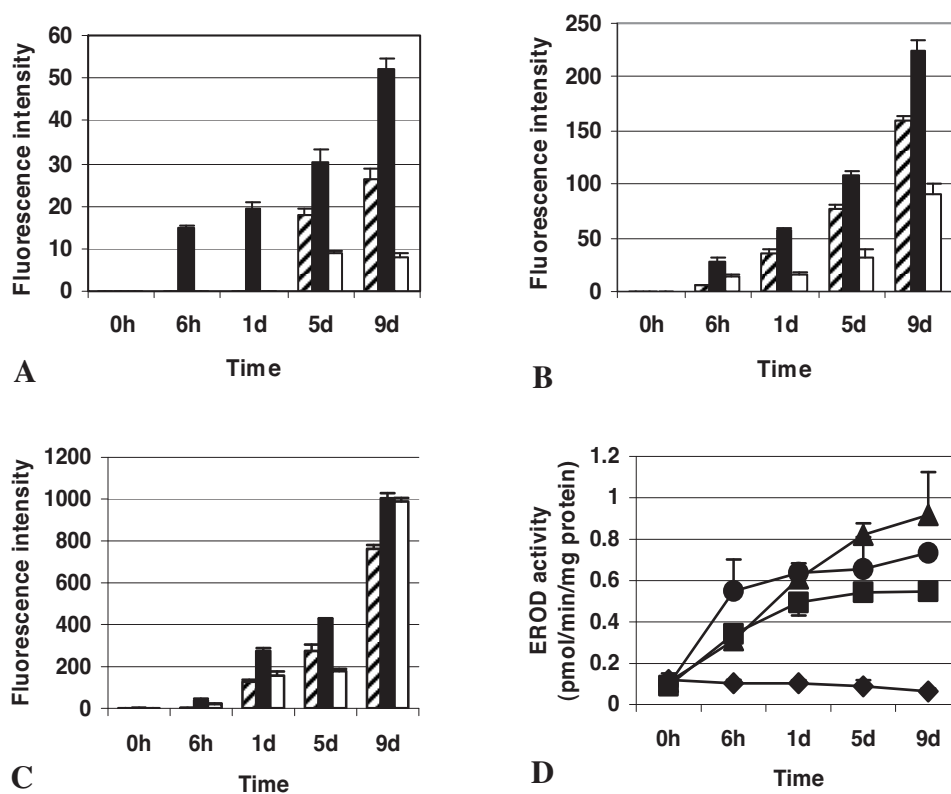 60
50
40
30
20
10
0
Fluorescence intensity
0h 6h 1d 5d 9d
Time
A
250
200
150
100
50
0
Fluorescence intensity
0h 6h 1d 5d 9d
Time
B
1200
1000
800
600
400
200
0
Fluorescence intensity
0h 6h 1d 5d 9d
Time
C
1.2
1
0.8
0.6
0.4
0.2
0
EROD activity
(pmol/min/mg protein)
0h 6h 1d 5d 9d
Time
D